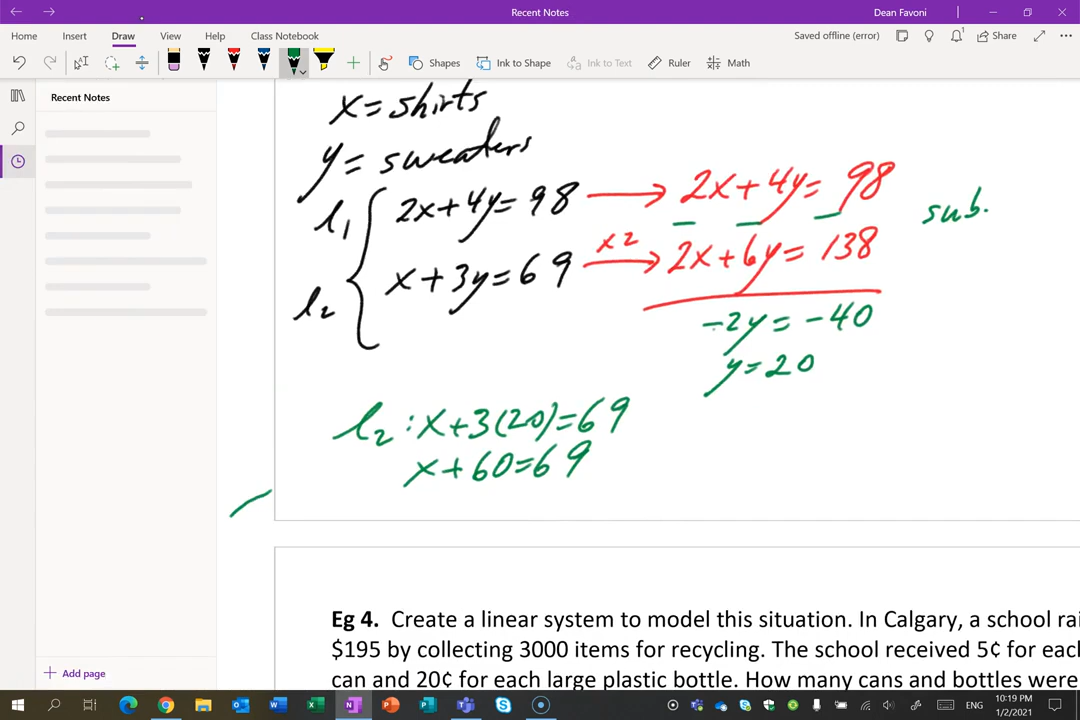 Recent Notes
Dean Favoni
Home Insert Draw View Help Class Notebook
Saved offline (error)
Share
Shapes Ink to Shape Ink to Text Ruler Math
Recent Notes
x = shirts
y = sweaters
l₁ 2x+4y=98 → 2x+4y=98
sub.
l₂ x+3y=69 x2→ 2x+6y=138
-2y=-40
y=20
l₂: x+3(20)=69
x+60=69
Eg 4. Create a linear system to model this situation. In Calgary, a school rai
$195 by collecting 3000 items for recycling. The school received 5¢ for each
can and 20¢ for each large plastic bottle. How many cans and bottles were
Add page
ENG
10:19 PM
1/2/2021